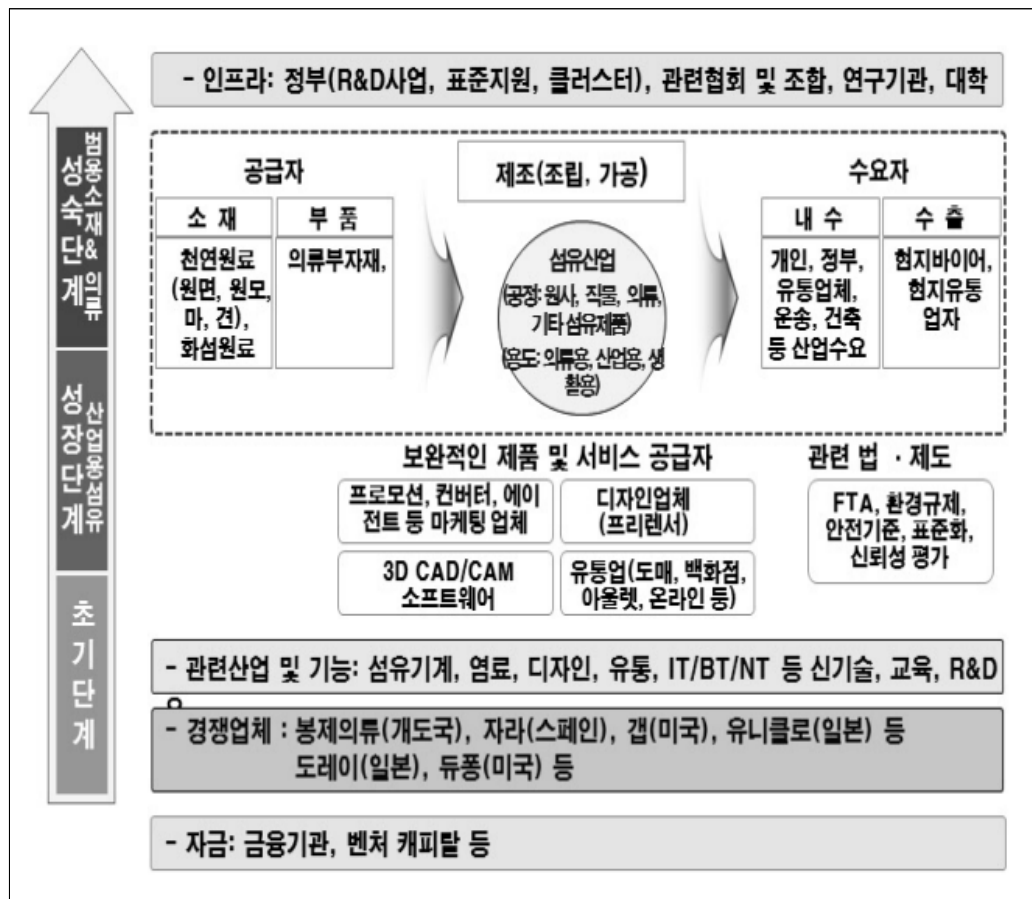 - 인프라: 정부(R&D사업, 표준지원, 클러스터), 관련협회 및 조합, 연구기관, 대학
성숙단계
범용소재&의류
성장단계
산업용섬유
초기단계
공급자
소 재
부 품
천연원료
(원면, 원모,
마, 견),
화섬원료
의류부자재,
제조(조립, 가공)
섬유산업
(공정: 원사, 직물, 의류,
기타 섬유제품)
(용도: 의류용, 산업용, 생
활용)
수요자
내 수
수 출
개인, 정부,
유통업체,
운송, 건축
등 산업수요
현지바이어,
현지유통
업자
보완적인 제품 및 서비스 공급자
프로모션, 컨버터, 에이
전트 등 마케팅 업체
디자인업체
(프리렌서)
3D CAD/CAM
소프트웨어
유통업(도매, 백화점,
아울렛, 온라인 등)
관련 법 · 제도
FTA, 환경규제,
안전기준, 표준화,
신뢰성 평가
- 관련산업 및 기능: 섬유기계, 염료, 디자인, 유통, IT/BT/NT 등 신기술, 교육, R&D
- 경쟁업체 : 봉제의류(개도국), 자라(스페인), 갭(미국), 유니클로(일본) 등
도레이(일본), 듀퐁(미국) 등
- 자금: 금융기관, 벤처 캐피탈 등